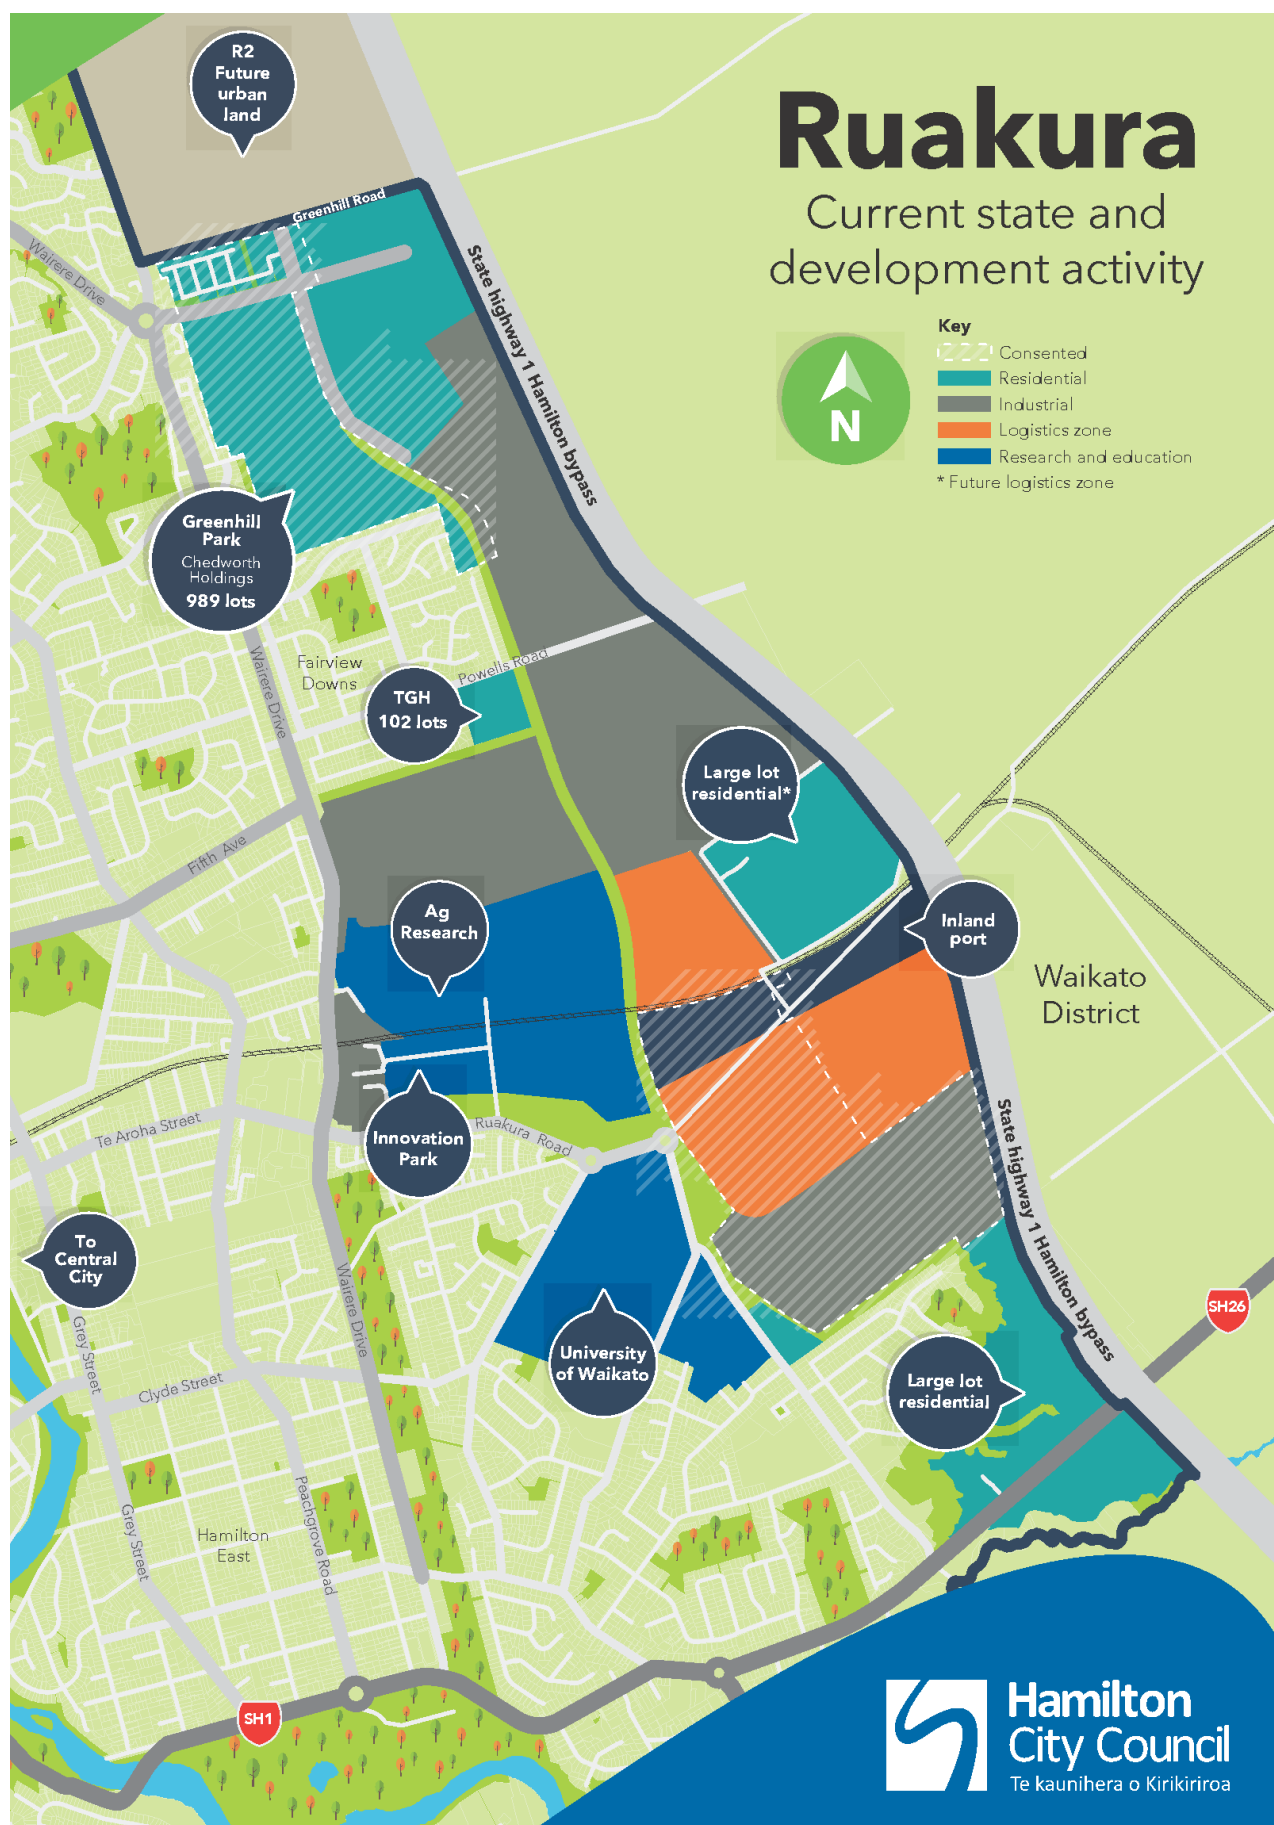 R2
Future
urban
land
Ruakura
Current state and
development activity
Key
Consented
Residential
Industrial
Logistics zone
Research and education
* Future logistics zone
N
Greenhill Road
Wairere Drive
State highway 1 Hamilton bypass
Greenhill
Park
Chedworth
Holdings
989 lots
Wairere Drive
Fairview
Downs
Powells Road
TGH
102 lots
Large lot
residential*
Fifth Ave
Ag
Research
Inland
port
Waikato
District
Te Aroha Street
Innovation
Park
Ruakura Road
State highway 1 Hamilton bypass
To
Central
City
Wairere Drive
Grey Street
Clyde Street
University
of Waikato
Large lot
residential
SH26
Peachgrove Road
Grey Street
Hamilton
East
SH1
Hamilton
City Council
Te kaunihera o Kirikiriroa